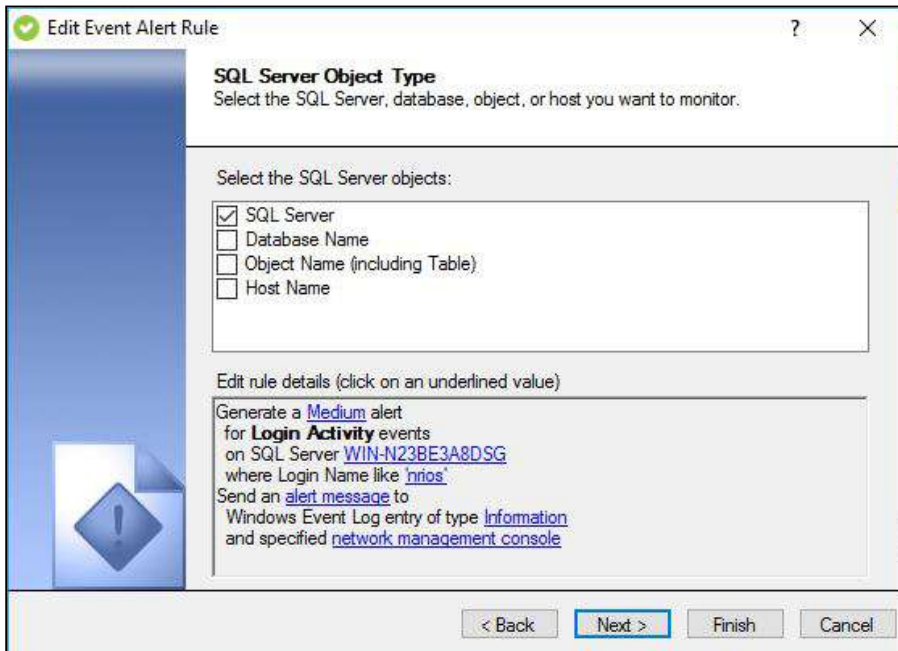 Edit Event Alert Rule
?
SQL Server Object Type
Select the SQL Server, database, object, or host you want to monitor.
Select the SQL Server objects:
SQL Server
Database Name
Object Name (including Table)
Host Name
Edit rule details (click on an underlined value)
Generate a Medium alert
for Login Activity events
on SQL Server WIN-N23BE3A8DSG
where Login Name like 'nrios'
Send an alert message to
Windows Event Log entry of type Information
and specified network management console
< Back
Next >
Finish
Cancel